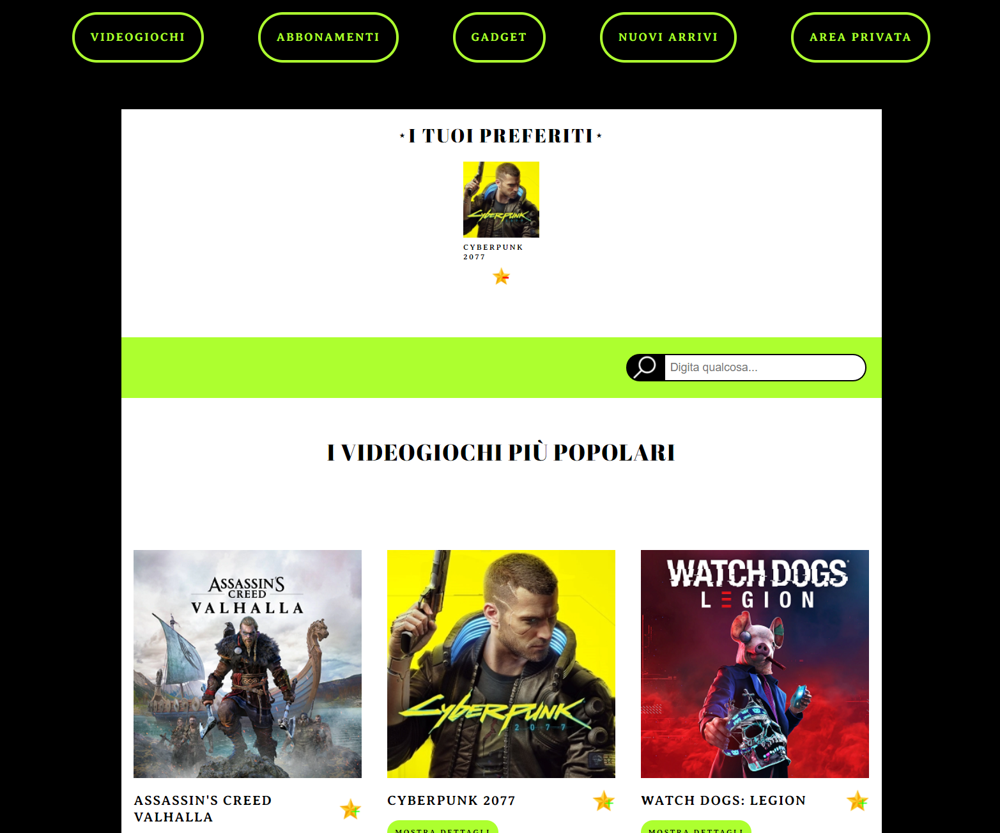 VIDEOGIOCHI
ABBONAMENTI
GADGET
NUOVI ARRIVI
AREA PRIVATA
⋆I TUOI PREFERITI⋆
Cyberpunk
2077
CYBERPUNK
2077
Digita qualcosa...
I VIDEOGIOCHI PIÙ POPOLARI
ASSASSIN'S
CREED
VALHALLA
Cyberpunk
2077
WATCH DOGS
LEGION
ASSASSIN'S CREED
VALHALLA
CYBERPUNK 2077
WATCH DOGS: LEGION
MOSTRA DETTAGLI
MOSTRA DETTAGLI